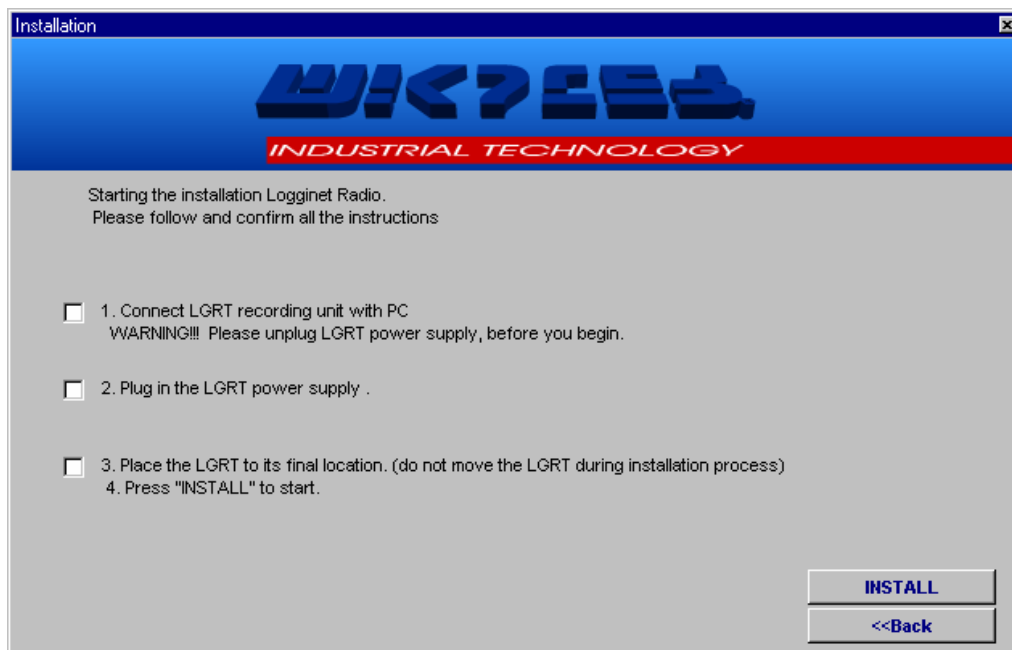 Installation
INDUSTRIAL TECHNOLOGY
Starting the installation Logginet Radio.
Please follow and confirm all the instructions
1. Connect LGRT recording unit with PC
WARNING!!! Please unplug LGRT power supply, before you begin.
2. Plug in the LGRT power supply .
3. Place the LGRT to its final location. (do not move the LGRT during installation process)
4. Press "INSTALL" to start.
INSTALL
<<Back